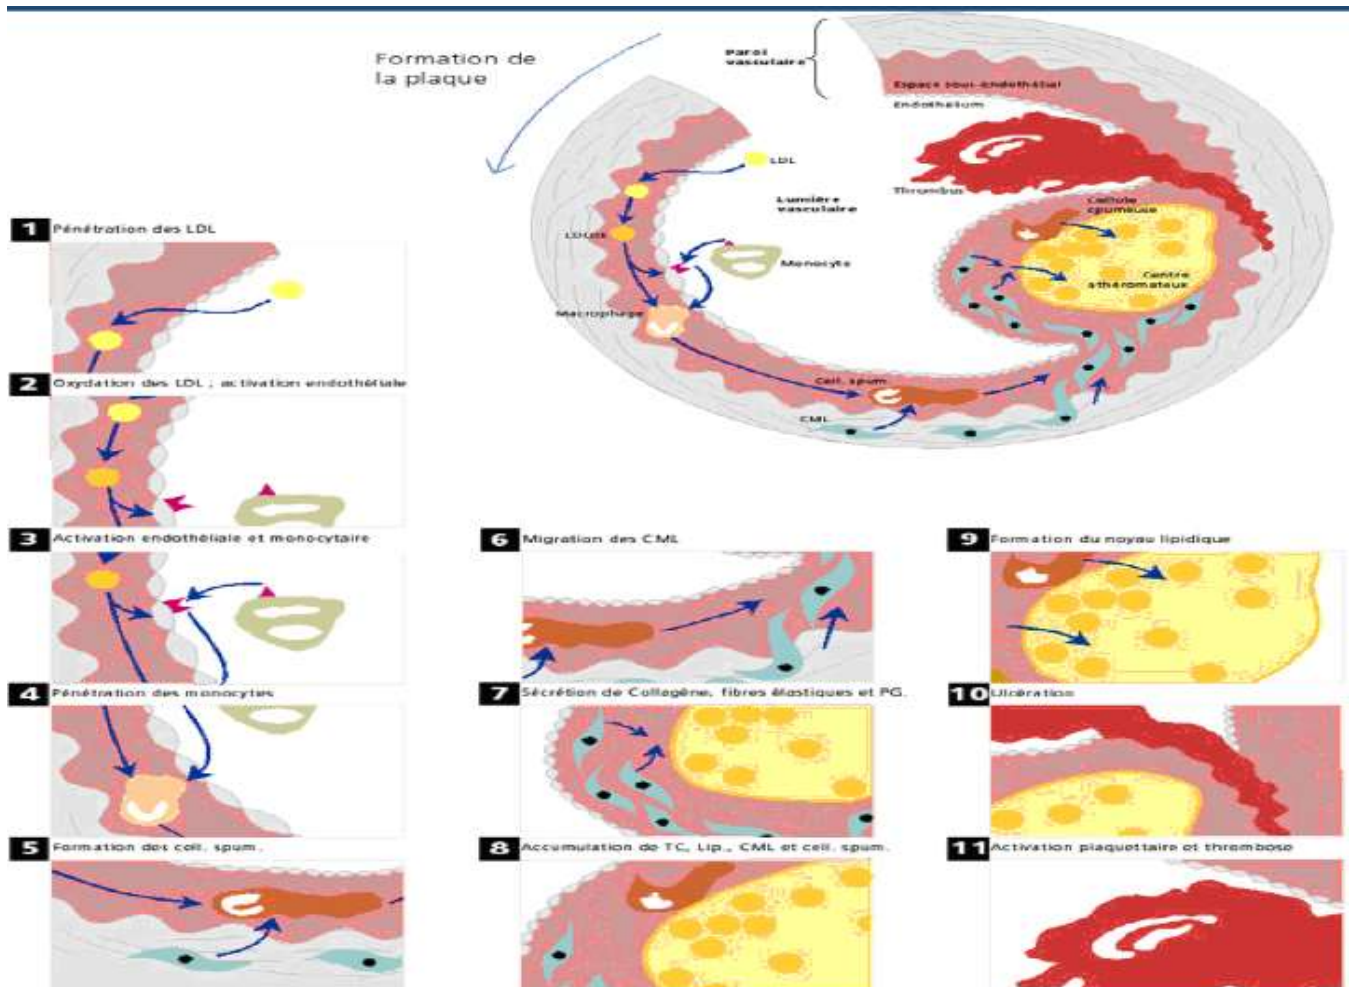 Formation de
la plaque
Paroi
vasculaire
Espace sous-endothélial
Endothelium
LDL
Thrombus
Lumière
vasculaire
Cellule
spumeuse
LDLox
Monocyte
Centre
athéromateux
Macrophage
Cell. spum
CML
1 Pénétration des LDL
2 Oxydation des LDL ; activation endothéliale
3 Activation endothéliale et monocytaire
4 Pénétration des monocytes
5 Formation des cell. spum.
6 Migration des CML
7 Sécrétion de Collagène, fibres élastiques et PG.
8 Accumulation de TC, Lip., CML et cell. spum.
9 Formation du noyau lipidique
10 Ulcération
11 Activation plaquettaire et thrombose